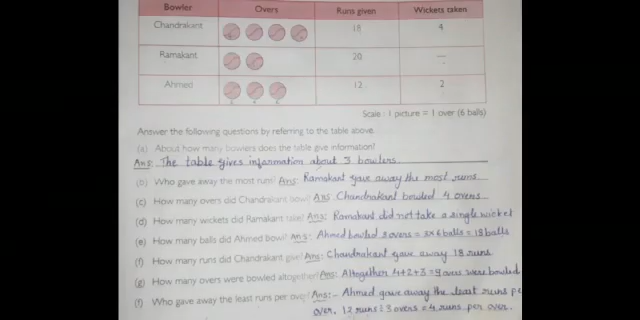 Bowler Overs Runs given Wickets taken
Chandrakant 18 4
Ramakant 20 —
Ahmed 12 2
Scale : 1 picture = 1 over (6 balls)
Answer the following questions by referring to the table above.
(a) About how many bowlers does the table give information?
Ans: The table gives information about 3 bowlers.
(b) Who gave away the most runs? Ans: Ramakant gave away the most runs.
(c) How many overs did Chandrakant bowl? Ans: Chandrakant bowled 4 overs
(d) How many wickets did Ramakant take? Ans: Ramakant did not take a single wicket
(e) How many balls did Ahmed bowl? Ans: Ahmed bowled 3 overs = 3x6 balls = 18 balls
(f) How many runs did Chandrakant give? Ans: Chandrakant gave away 18 runs
(g) How many overs were bowled altogether? Ans: Altogether 4+2+3=9 overs were bowled
(f) Who gave away the least runs per over? Ans:- Ahmed gave away the least runs per
over. 12 runs ÷ 3 overs = 4 runs per over.